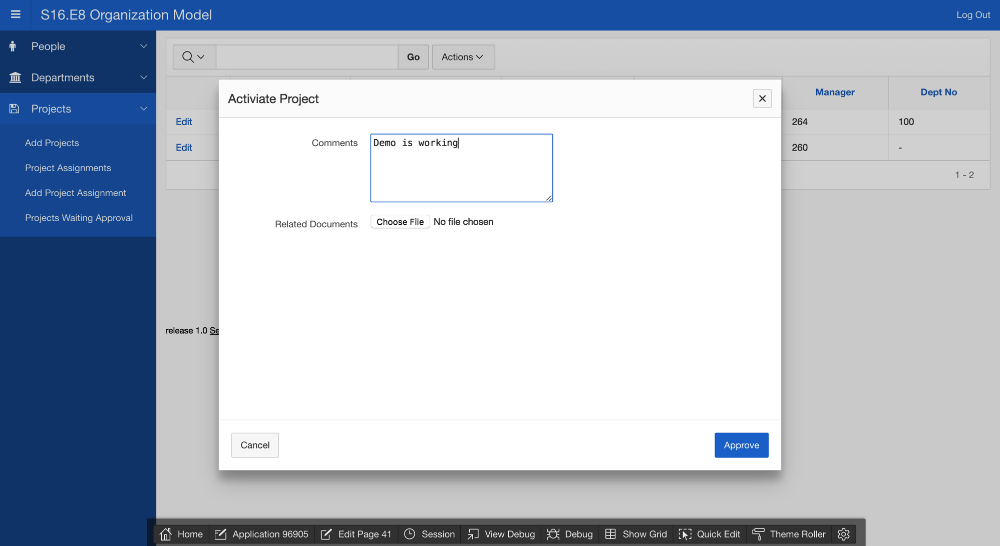 S16.E8 Organization Model
Log Out
People
Departments
Projects
Add Projects
Project Assignments
Add Project Assignment
Projects Waiting Approval
Go
Actions
Manager
Dept No
Edit
264
100
Edit
260
-
1 - 2
Activiate Project
Comments
Demo is working
Related Documents
Choose File No file chosen
Cancel
Approve
release 1.0 Se
Home
Application 96905
Edit Page 41
Session
View Debug
Debug
Show Grid
Quick Edit
Theme Roller